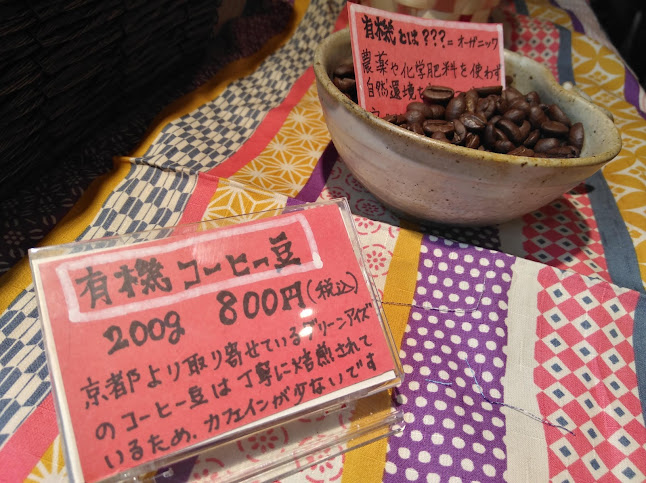 有機とは???=オーガニック
農薬や化学肥料を使わず
自然環境
有機コーヒー豆
200g 800円(税込)
京都より取り寄せているグリーンアイズ
のコーヒー豆は丁寧に焙煎されて
いるため、カフェインが少ないです